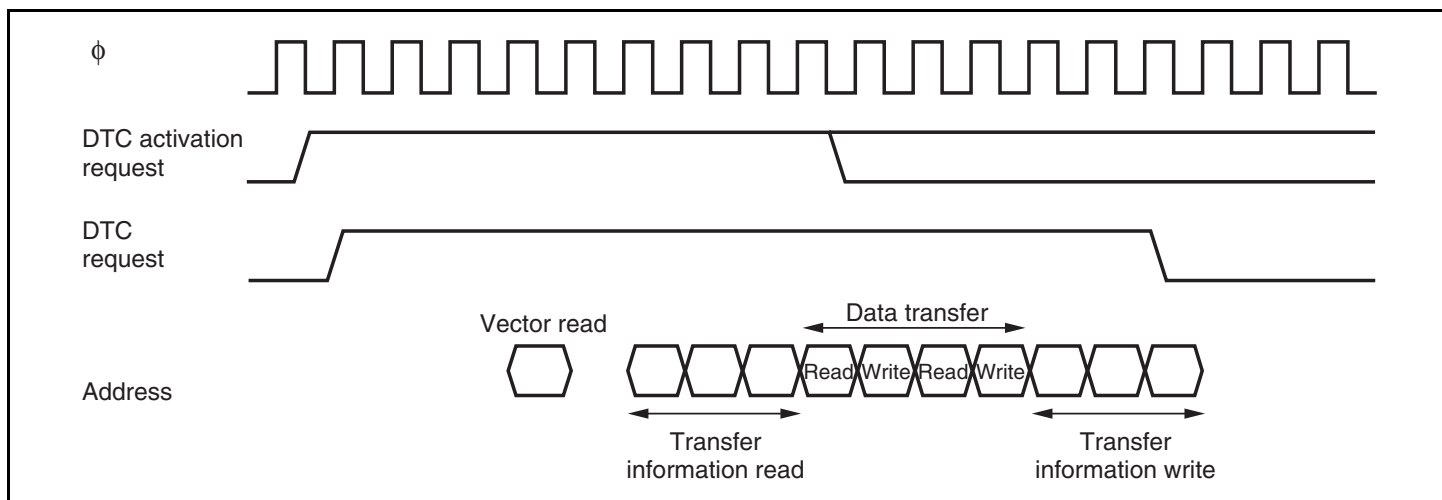 ϕ
DTC activation
request
DTC
request
Vector read
Data transfer
Address
Read Write Read Write
Transfer
information read
Transfer
information write